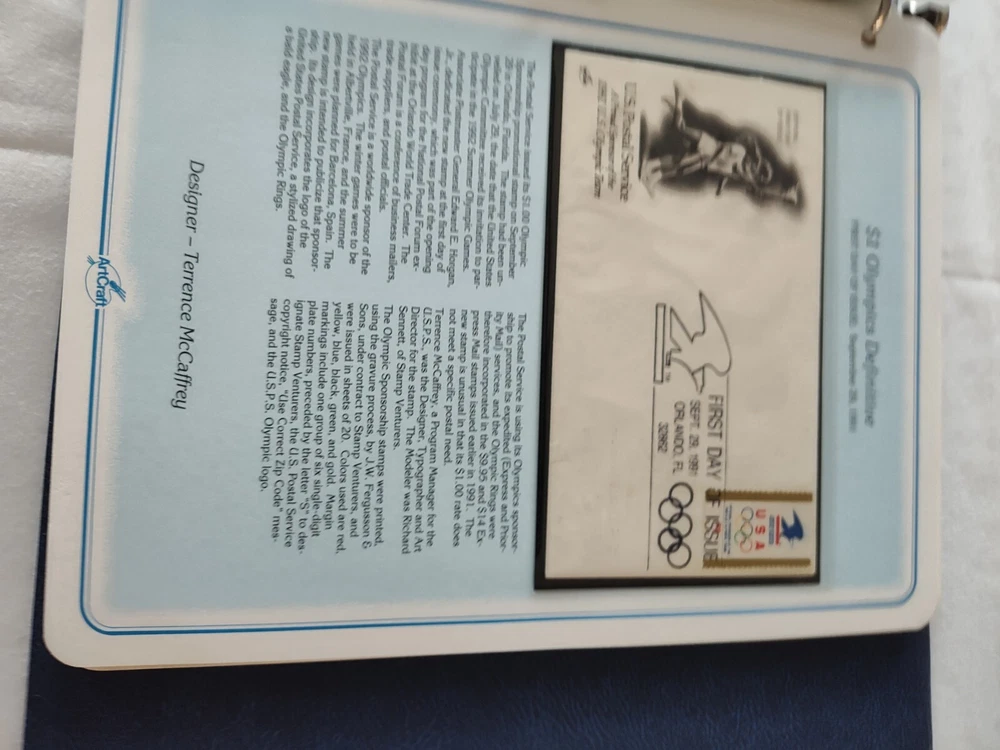 $1 Olympics Definitive
FIRST DAY OF ISSUE: September 29, 1991
U.S. Postal Service
A Proud Sponsor of the
1992 U.S. Olympic Team
FIRST DAY OF ISSUE
SEPT. 29, 1991
ORLANDO, FL
32862
USA
The Postal Service issued its $1.00 Olympic
Sponsorship commemorative stamp on September
29 in Orlando, Florida. The stamp had been un-
veiled on July 28, the date that the United States
Olympic Committee received its invitation to par-
ticipate in the 1992 Summer Olympic Games.
Associate Postmaster General Edward E. Horgan,
Jr., dedicated the new stamp at the first day of
issue ceremony, which was part of the opening
day program for the National Postal Forum ex-
hibit at the Orlando World Trade Center. The
Postal Forum is a conference of business mailers,
trade suppliers, and postal officials.
The Postal Service is a worldwide sponsor of the
1992 Olympics. The winter games were to be
held in Albertville, France, and the summer
games were planned for Barcelona, Spain. The
new stamp is intended to publicize that sponsor-
ship. Its design incorporates the logo of the
United States Postal Service, a stylized drawing of
a bald eagle, and the Olympic Rings.
The Postal Service is using its Olympics sponsor-
ship to promote its expedited (Express and Prior-
ity Mail) services, and the Olympic Rings were
therefore incorporated in the $9.95 and $14 Ex-
press Mail stamps issued earlier in 1991. The
new stamp is unusual in that its $1.00 rate does
not meet a specific postal need.
Terrence McCaffrey, a Program Manager for the
U.S.P.S., was the Designer, Typographer and Art
Director for the stamp. The Modeler was Richard
Sennett, of Stamp Venturers.
The Olympic Sponsorship stamps were printed,
using the gravure process, by J.W. Fergusson &
Sons, under contract to Stamp Venturers, and
were issued in sheets of 20. Colors used are red,
yellow, blue, black, green, and gold. Margin
markings include one group of six single-digit
plate numbers, preceded by the letter "S" to des-
ignate Stamp Venturers, the U.S. Postal Service
copyright notice, "Use Correct Zip Code" mes-
sage, and the U.S.P.S. Olympic logo.
Designer – Terrence McCaffrey
ArtCraft